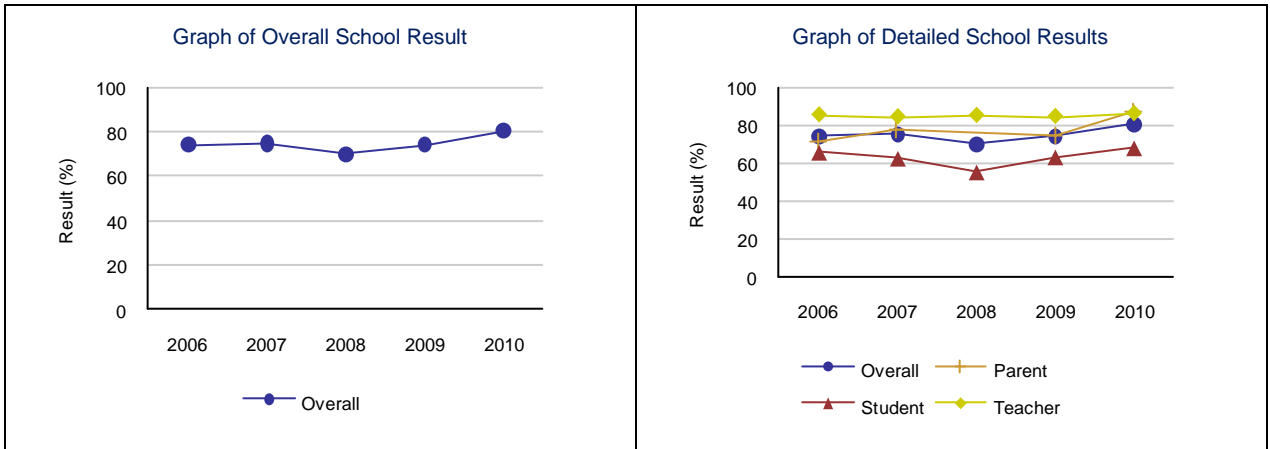 Graph of Overall School Result
100
80
60
40
20
0
Result (%)
2006 2007 2008 2009 2010
Overall
Graph of Detailed School Results
100
80
60
40
20
0
Result (%)
2006 2007 2008 2009 2010
Overall Parent
Student Teacher